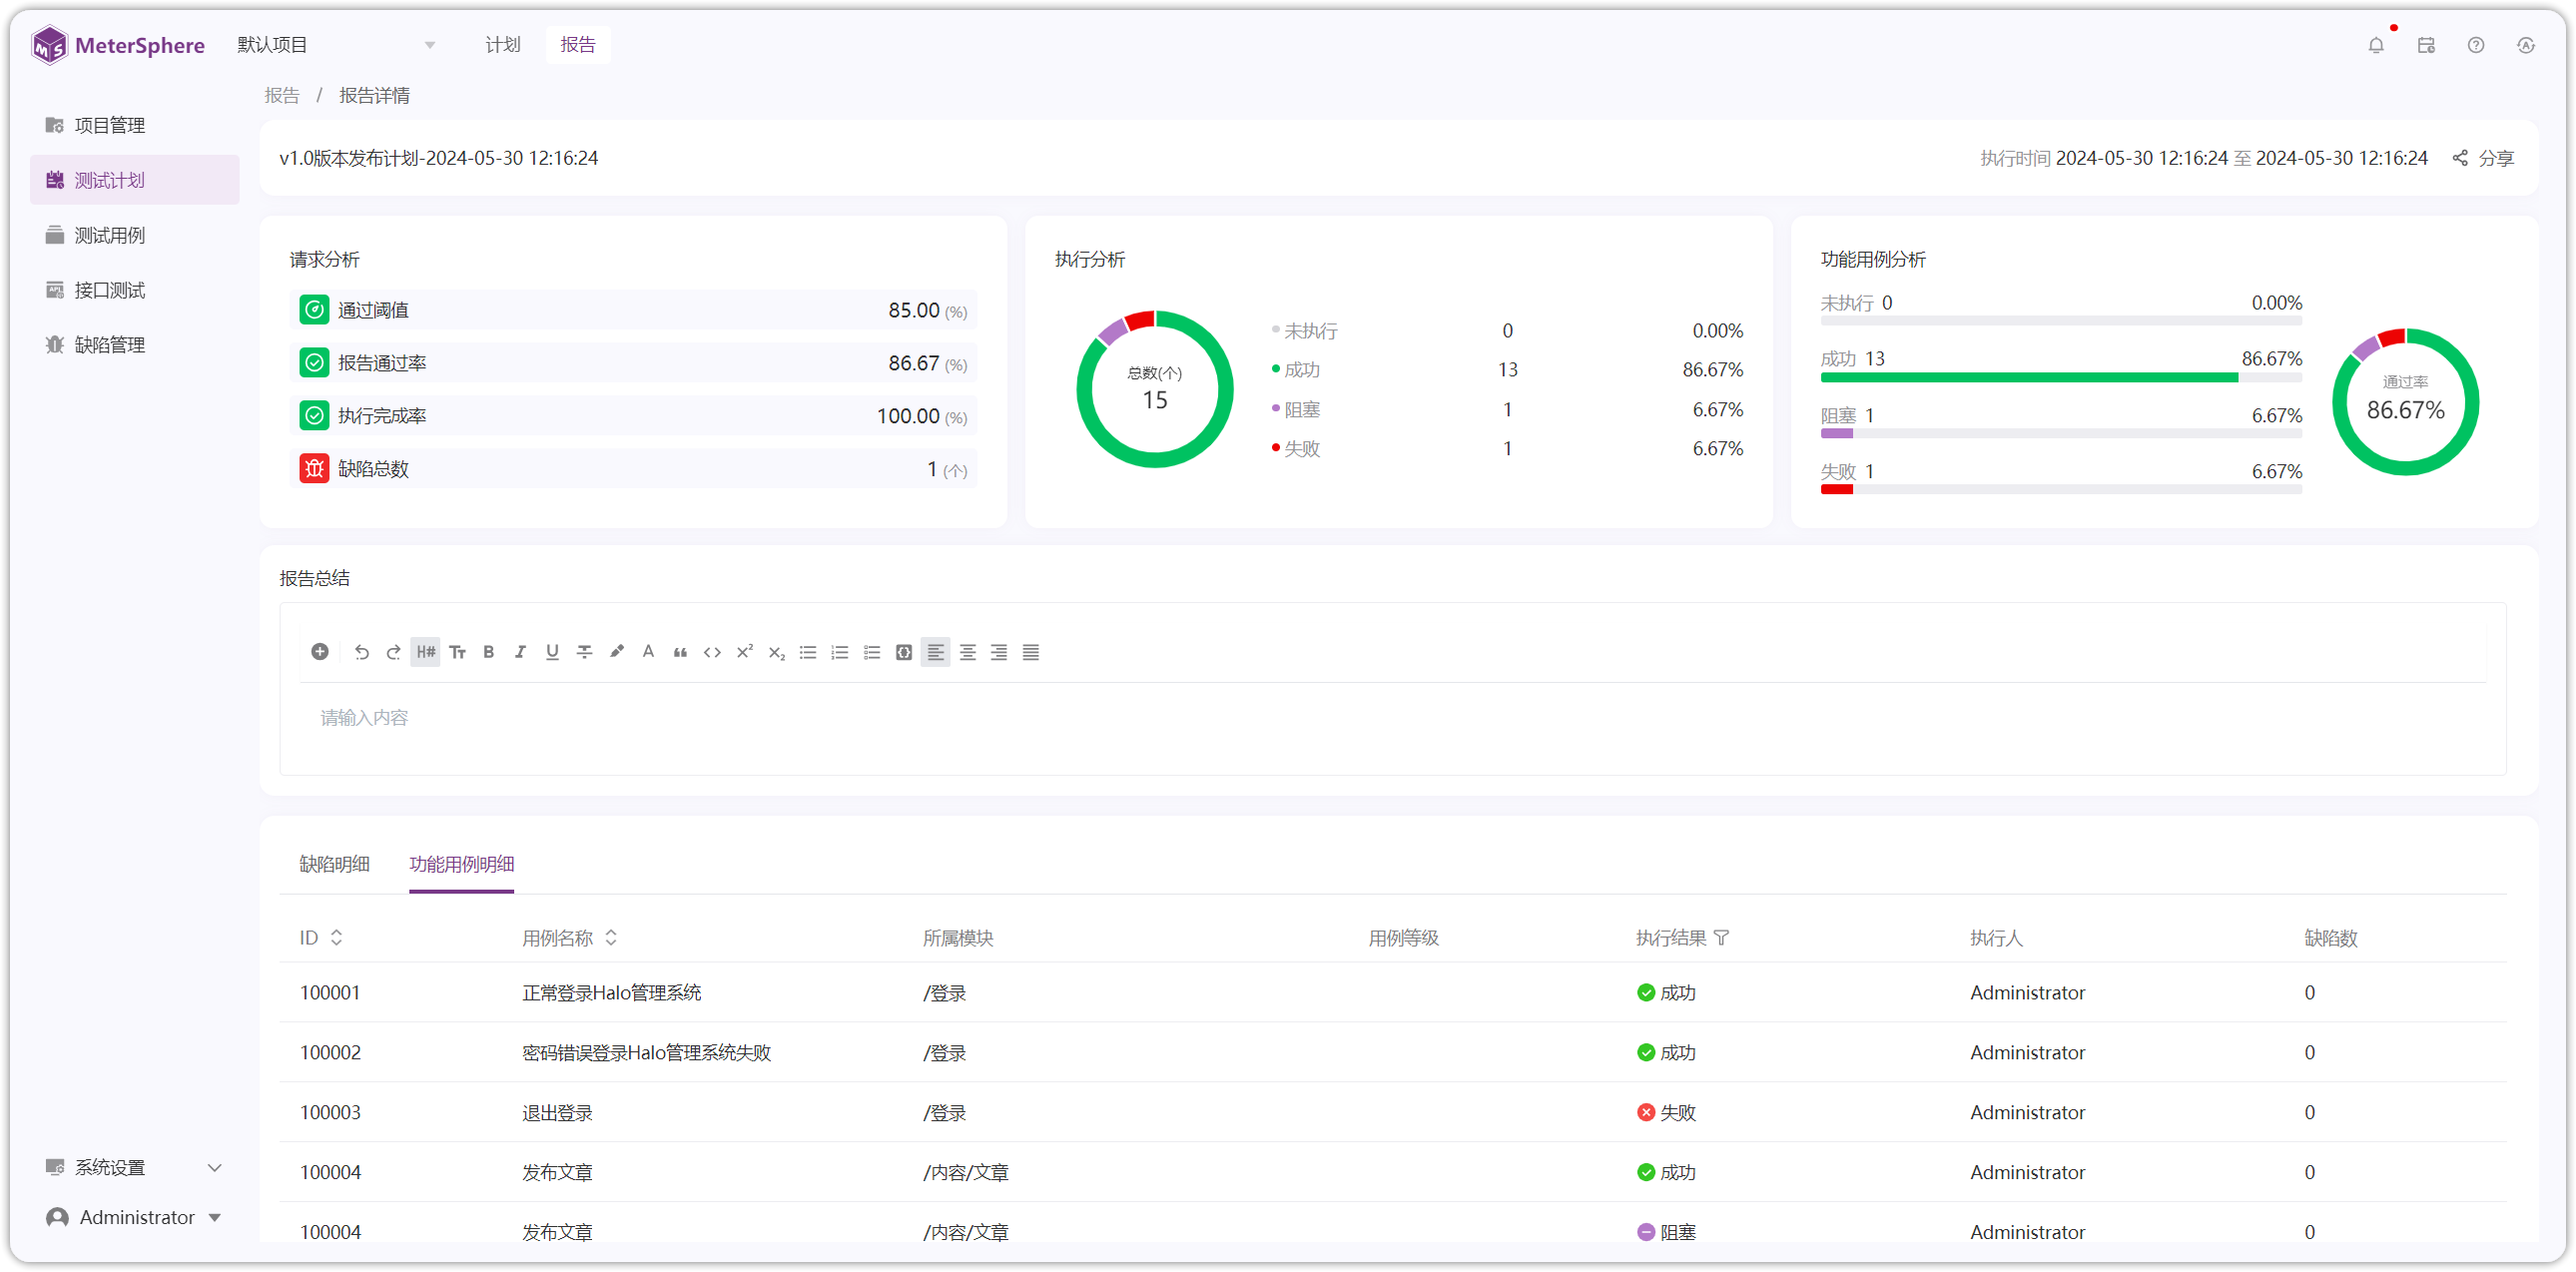 MeterSphere 默认项目 计划 报告
项目管理
测试计划
测试用例
接口测试
缺陷管理
系统设置
Administrator
报告 / 报告详情
v1.0版本发布计划-2024-05-30 12:16:24 执行时间 2024-05-30 12:16:24 至 2024-05-30 12:16:24 分享
请求分析
通过阈值 85.00 (%)
报告通过率 86.67 (%)
执行完成率 100.00 (%)
缺陷总数 1 (个)
执行分析
总数(个)
15
未执行 0 0.00%
成功 13 86.67%
阻塞 1 6.67%
失败 1 6.67%
功能用例分析
未执行 0 0.00%
成功 13 86.67%
阻塞 1 6.67%
失败 1 6.67%
通过率
86.67%
报告总结
请输入内容
缺陷明细 功能用例明细
ID 用例名称 所属模块 用例等级 执行结果 执行人 缺陷数
100001 正常登录Halo管理系统 /登录 成功 Administrator 0
100002 密码错误登录Halo管理系统失败 /登录 成功 Administrator 0
100003 退出登录 /登录 失败 Administrator 0
100004 发布文章 /内容/文章 成功 Administrator 0
100004 发布文章 /内容/文章 阻塞 Administrator 0